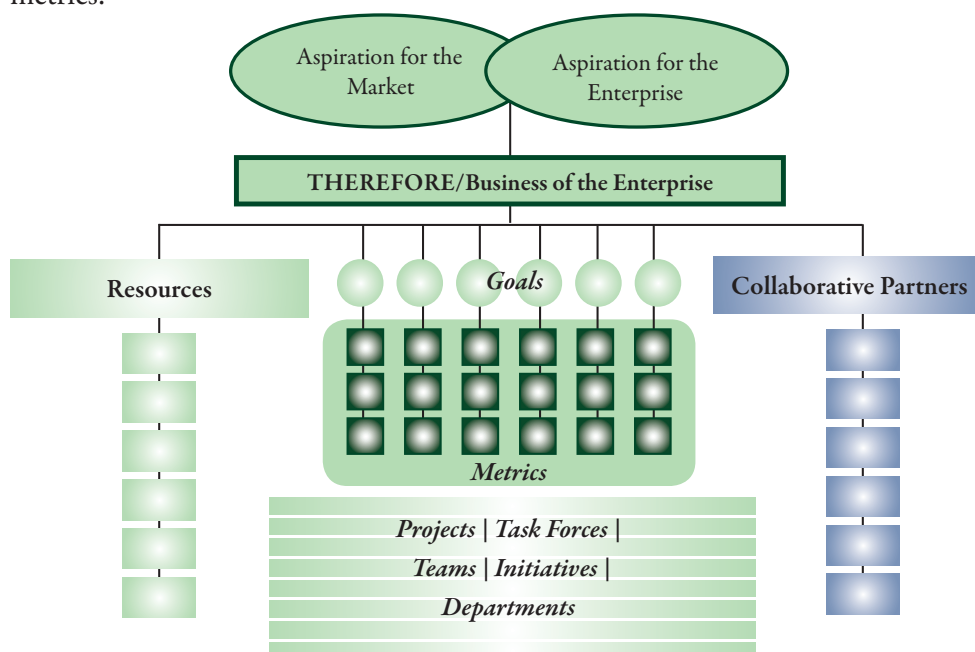 metrics.
Aspiration for the
Market
Aspiration for the
Enterprise
THEREFORE/Business of the Enterprise
Resources
Goals
Collaborative Partners
Metrics
Projects | Task Forces |
Teams | Initiatives |
Departments